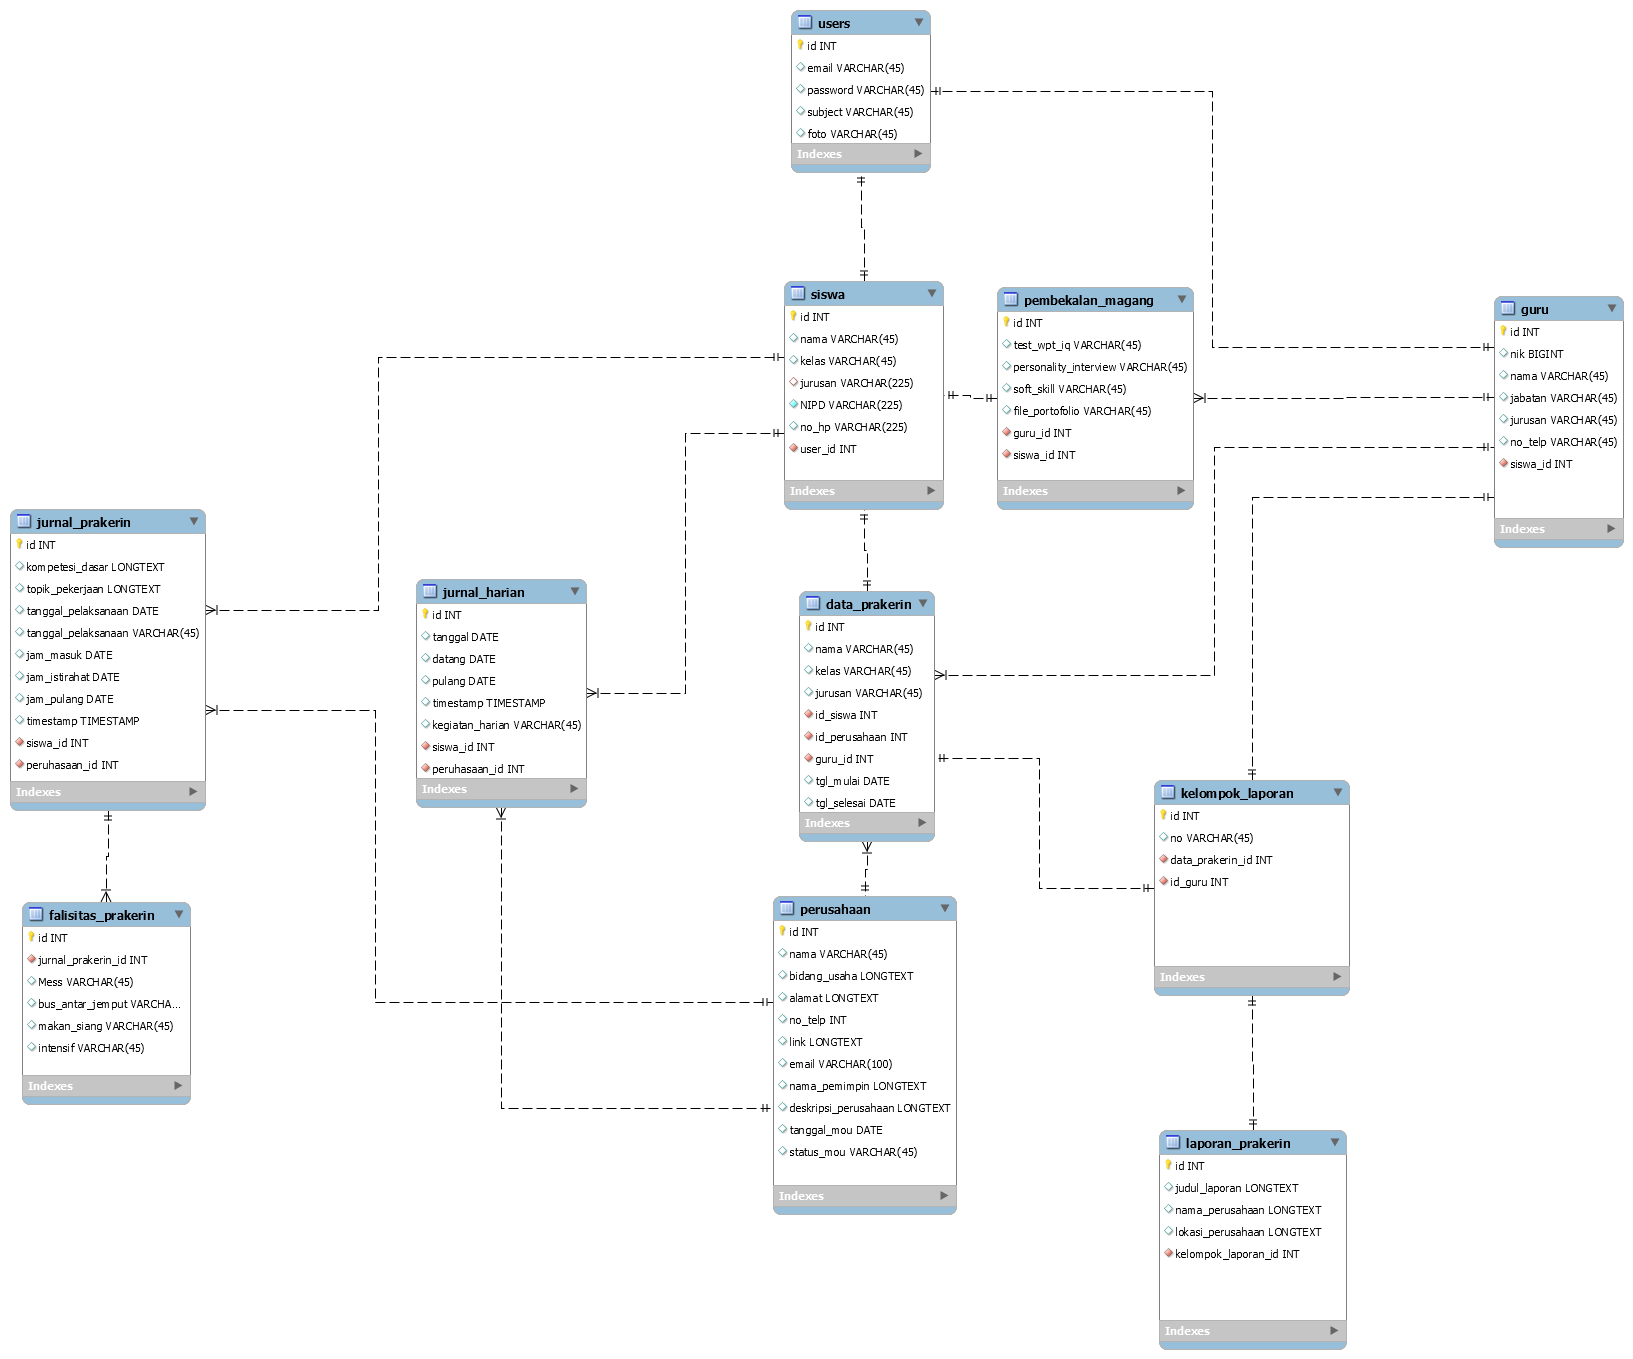 users
id INT
email VARCHAR(45)
password VARCHAR(45)
subject VARCHAR(45)
foto VARCHAR(45)
Indexes
siswa
id INT
nama VARCHAR(45)
kelas VARCHAR(45)
jurusan VARCHAR(225)
NIPD VARCHAR(225)
no_hp VARCHAR(225)
user_id INT
Indexes
pembekalan_magang
id INT
test_wpt_iq VARCHAR(45)
personality_interview VARCHAR(45)
soft_skill VARCHAR(45)
file_portofolio VARCHAR(45)
guru_id INT
siswa_id INT
Indexes
guru
id INT
nik BIGINT
nama VARCHAR(45)
jabatan VARCHAR(45)
jurusan VARCHAR(45)
no_telp VARCHAR(45)
siswa_id INT
Indexes
jurnal_prakerin
id INT
kompetesi_dasar LONGTEXT
topik_pekerjaan LONGTEXT
tanggal_pelaksanaan DATE
tanggal_pelaksanaan VARCHAR(45)
jam_masuk DATE
jam_istirahat DATE
jam_pulang DATE
timestamp TIMESTAMP
siswa_id INT
peruhasaan_id INT
Indexes
jurnal_harian
id INT
tanggal DATE
datang DATE
pulang DATE
timestamp TIMESTAMP
kegiatan_harian VARCHAR(45)
siswa_id INT
peruhasaan_id INT
Indexes
data_prakerin
id INT
nama VARCHAR(45)
kelas VARCHAR(45)
jurusan VARCHAR(45)
id_siswa INT
id_perusahaan INT
guru_id INT
tgl_mulai DATE
tgl_selesai DATE
Indexes
kelompok_laporan
id INT
no VARCHAR(45)
data_prakerin_id INT
id_guru INT
Indexes
falisitas_prakerin
id INT
jurnal_prakerin_id INT
Mess VARCHAR(45)
bus_antar_jemput VARCHA...
makan_siang VARCHAR(45)
intensif VARCHAR(45)
Indexes
perusahaan
id INT
nama VARCHAR(45)
bidang_usaha LONGTEXT
alamat LONGTEXT
no_telp INT
link LONGTEXT
email VARCHAR(100)
nama_pemimpin LONGTEXT
deskripsi_perusahaan LONGTEXT
tanggal_mou DATE
status_mou VARCHAR(45)
Indexes
laporan_prakerin
id INT
judul_laporan LONGTEXT
nama_perusahaan LONGTEXT
lokasi_perusahaan LONGTEXT
kelompok_laporan_id INT
Indexes